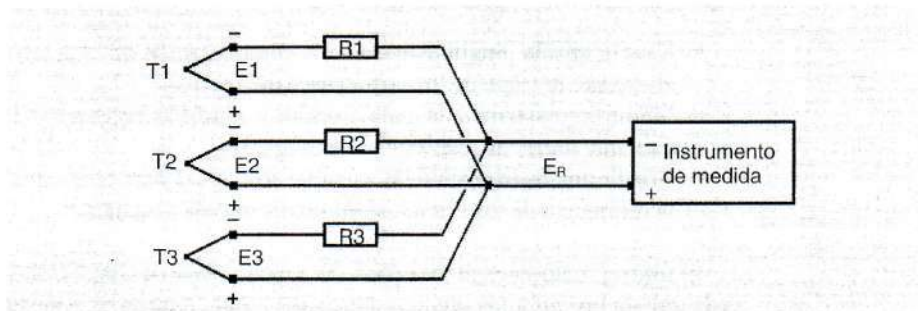 − R1
T1 E1
+
− R2
T2 E2 E_R − Instrumento
de medida
+ +
− R3
T3 E3
+